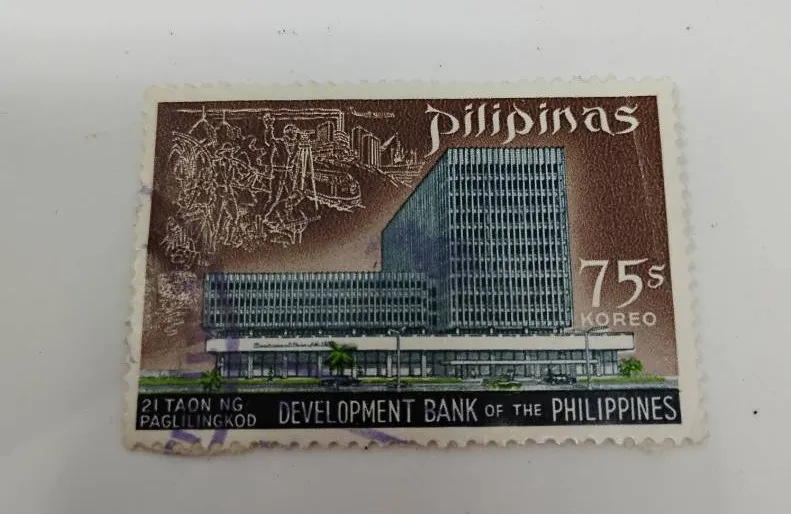 pilipinas
75s
KOREO
21 TAON NG
PAGLILINGKOD
DEVELOPMENT BANK OF THE PHILIPPINES